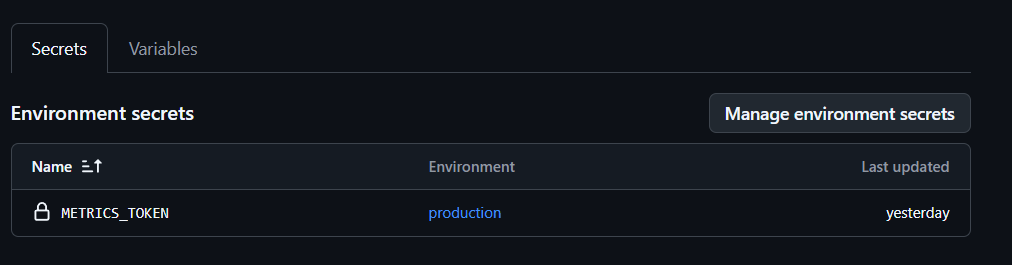 Secrets Variables
Environment secrets Manage environment secrets
Name Environment Last updated
METRICS_TOKEN production yesterday